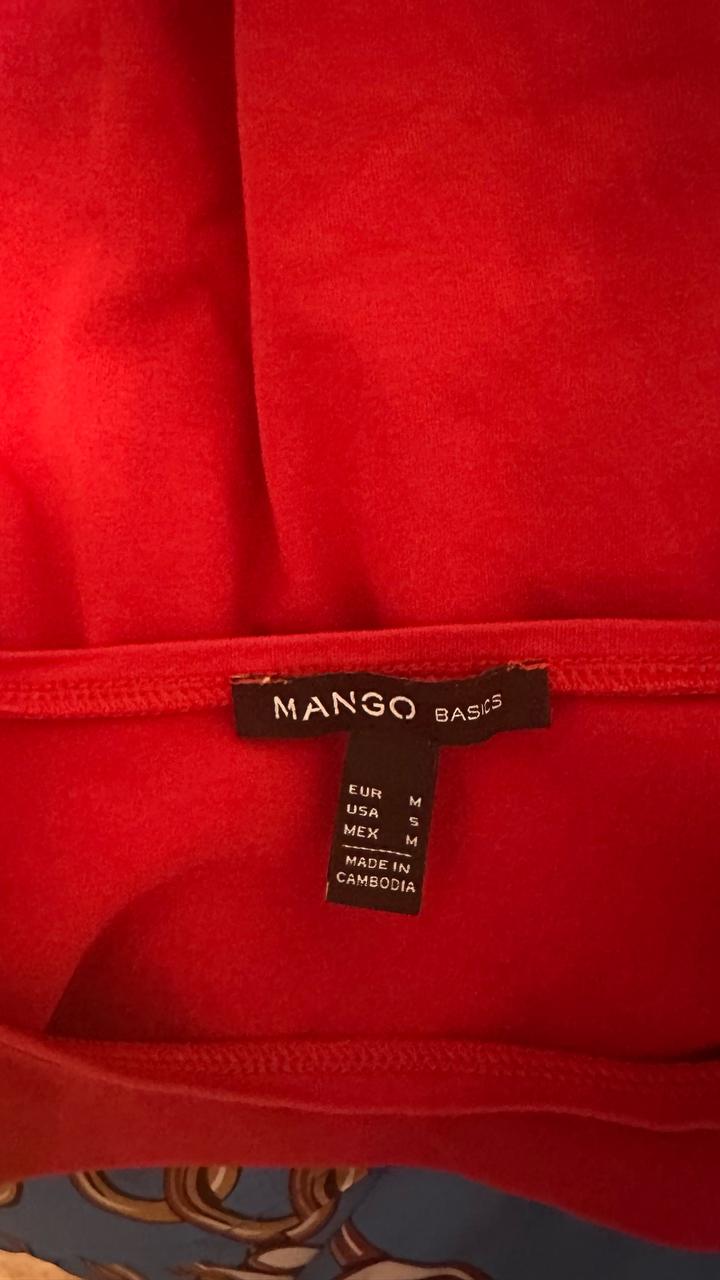 MANGO BASICS
EUR M
USA S
MEX M
MADE IN
CAMBODIA